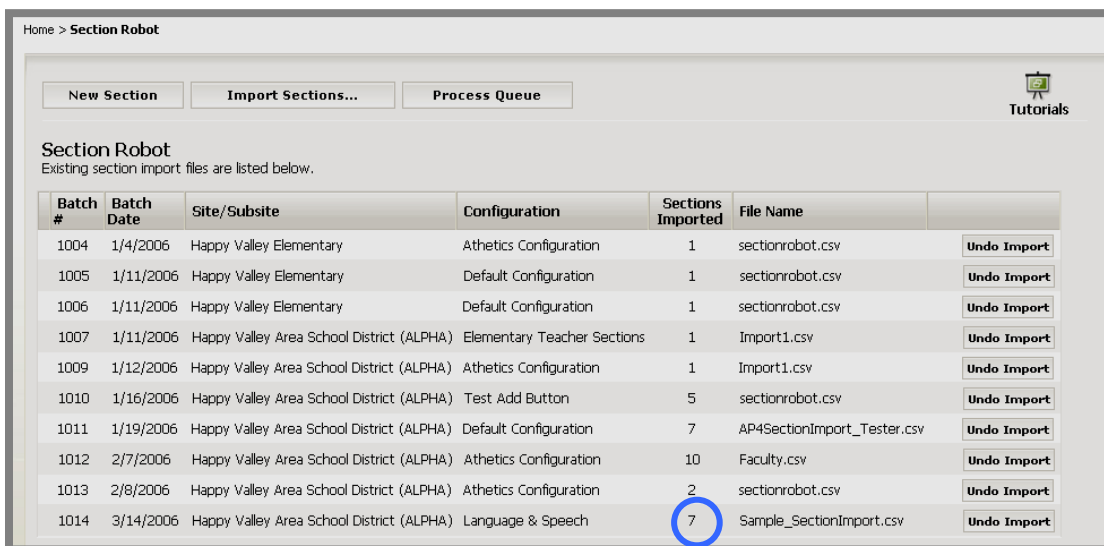 Home > Section Robot
New Section Import Sections... Process Queue
Tutorials
Section Robot
Existing section import files are listed below.
Batch # Batch Date Site/Subsite Configuration Sections Imported File Name
1004 1/4/2006 Happy Valley Elementary Athetics Configuration 1 sectionrobot.csv Undo Import
1005 1/11/2006 Happy Valley Elementary Default Configuration 1 sectionrobot.csv Undo Import
1006 1/11/2006 Happy Valley Elementary Default Configuration 1 sectionrobot.csv Undo Import
1007 1/11/2006 Happy Valley Area School District (ALPHA) Elementary Teacher Sections 1 Import1.csv Undo Import
1009 1/12/2006 Happy Valley Area School District (ALPHA) Athetics Configuration 1 Import1.csv Undo Import
1010 1/16/2006 Happy Valley Area School District (ALPHA) Test Add Button 5 sectionrobot.csv Undo Import
1011 1/19/2006 Happy Valley Area School District (ALPHA) Default Configuration 7 AP4SectionImport_Tester.csv Undo Import
1012 2/7/2006 Happy Valley Area School District (ALPHA) Athetics Configuration 10 Faculty.csv Undo Import
1013 2/8/2006 Happy Valley Area School District (ALPHA) Athetics Configuration 2 sectionrobot.csv Undo Import
1014 3/14/2006 Happy Valley Area School District (ALPHA) Language & Speech 7 Sample_SectionImport.csv Undo Import